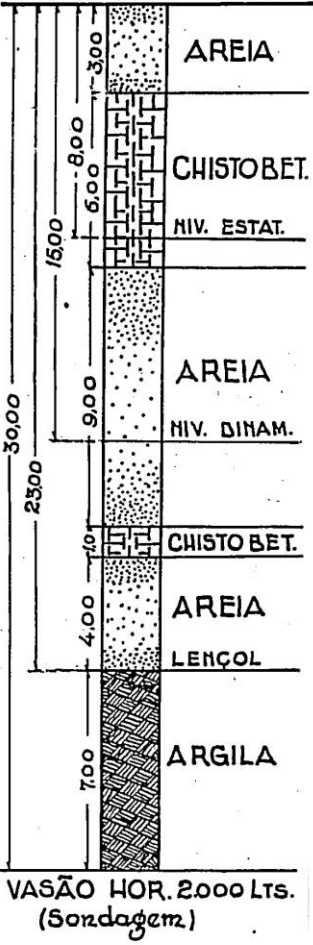 3,00
AREIA
8,00
6,00
CHISTO BET.
NIV. ESTAT.
15,00
30,00
23,00
9,00
AREIA
NIV. DINAM.
1,0
CHISTO BET.
4.00
AREIA
LENÇOL
7.00
ARGILA
VASÃO HOR. 2.000 LTS.
(Sondagem)